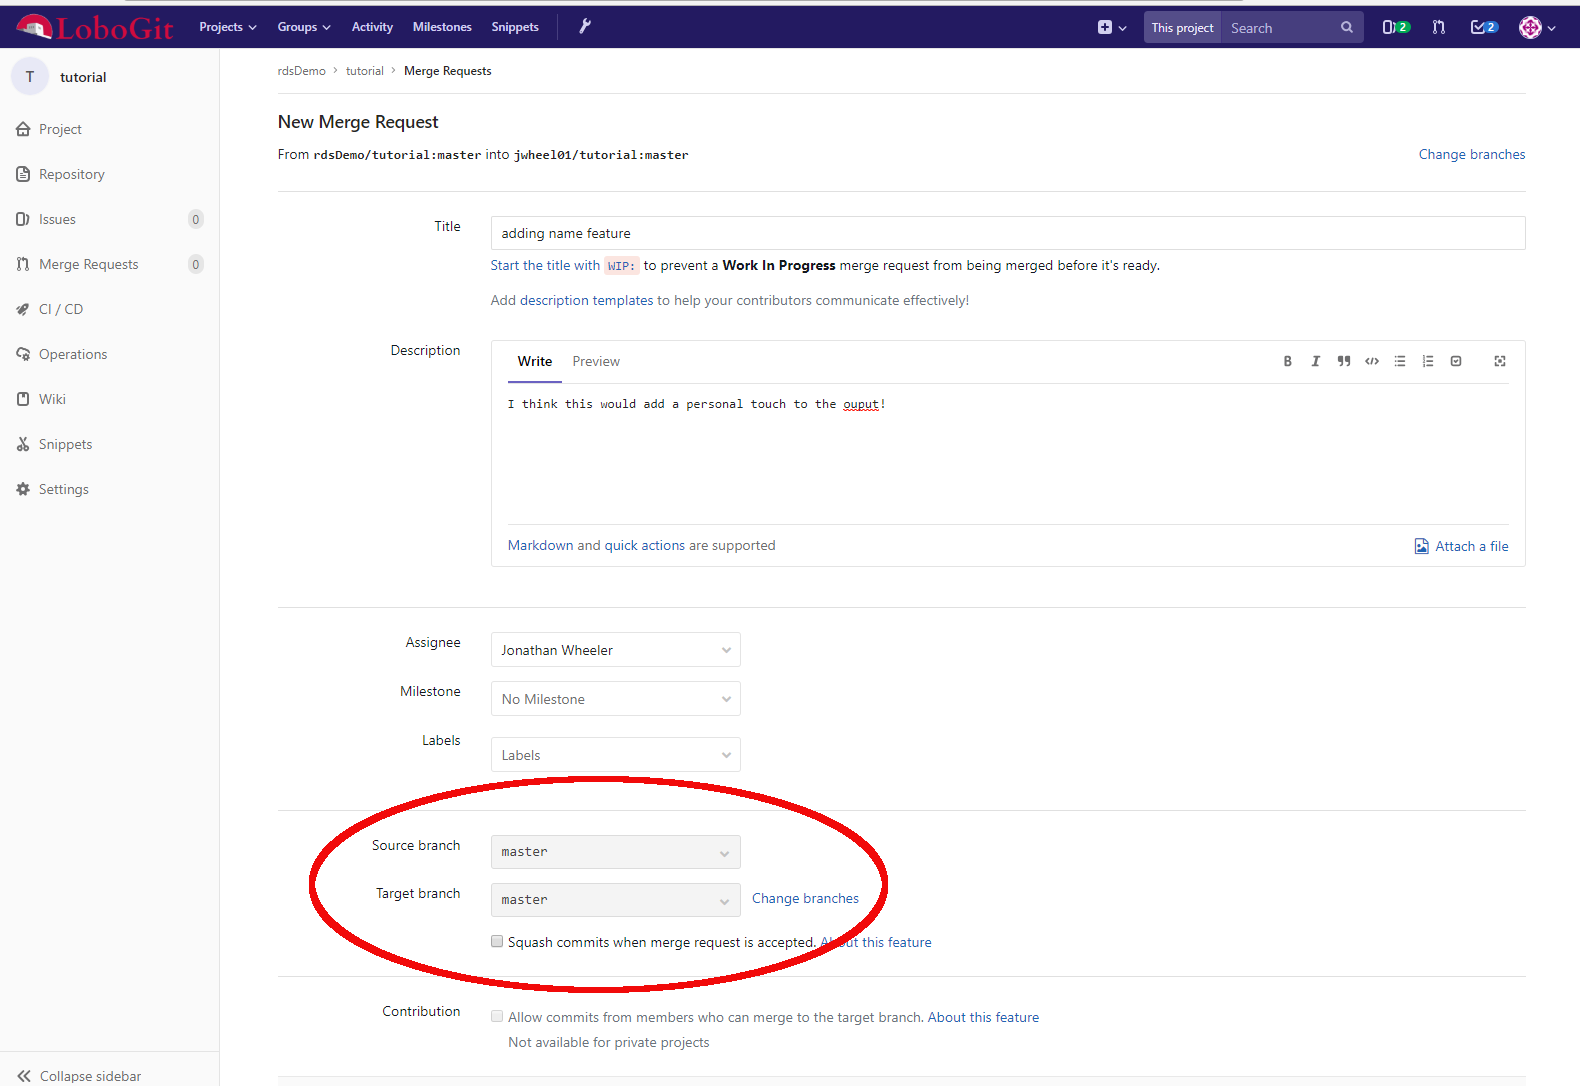 LoboGit Projects Groups Activity Milestones Snippets This project Search 2 2
T tutorial
rdsDemo > tutorial > Merge Requests
Project
Repository
Issues 0
Merge Requests 0
CI / CD
Operations
Wiki
Snippets
Settings
Collapse sidebar
New Merge Request
From rdsDemo/tutorial:master into jwheel01/tutorial:master Change branches
Title adding name feature
Start the title with WIP: to prevent a Work In Progress merge request from being merged before it's ready.
Add description templates to help your contributors communicate effectively!
Description Write Preview
I think this would add a personal touch to the ouput!
Markdown and quick actions are supported Attach a file
Assignee Jonathan Wheeler
Milestone No Milestone
Labels Labels
Source branch master
Target branch master Change branches
Squash commits when merge request is accepted. About this feature
Contribution Allow commits from members who can merge to the target branch. About this feature
Not available for private projects